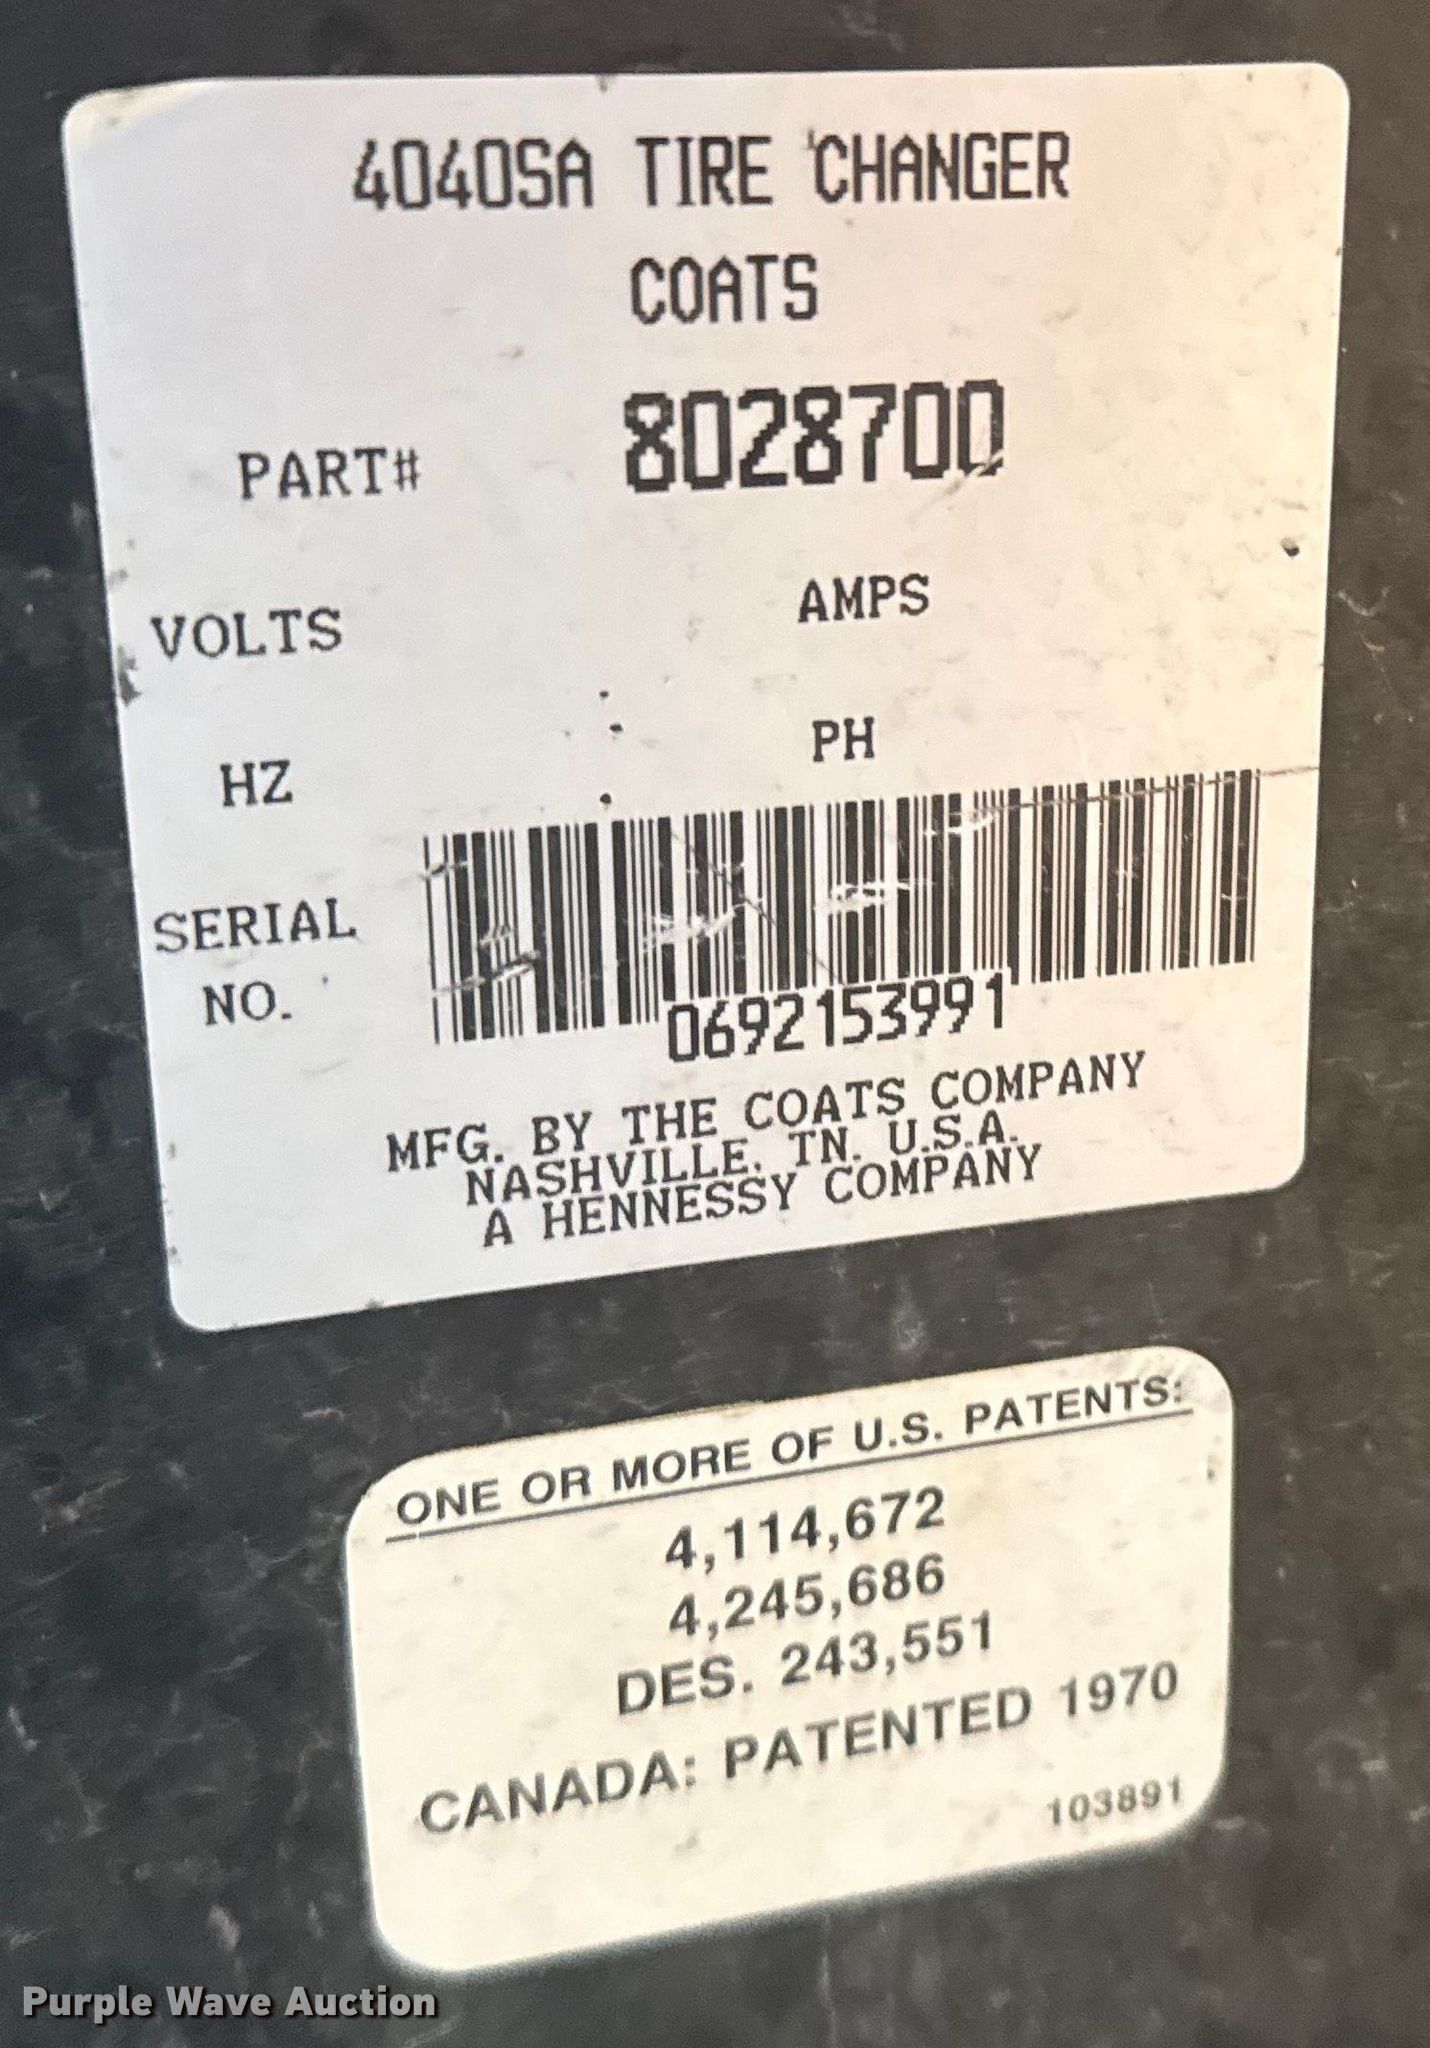 4040SA TIRE CHANGER
COATS
PART# 8028700
VOLTS AMPS
HZ PH
SERIAL
NO.
0692153991
MFG. BY THE COATS COMPANY
NASHVILLE, TN. U.S.A.
A HENNESSY COMPANY
ONE OR MORE OF U.S. PATENTS:
4,114,672
4,245,686
DES. 243,551
CANADA: PATENTED 1970
103891
Purple Wave Auction